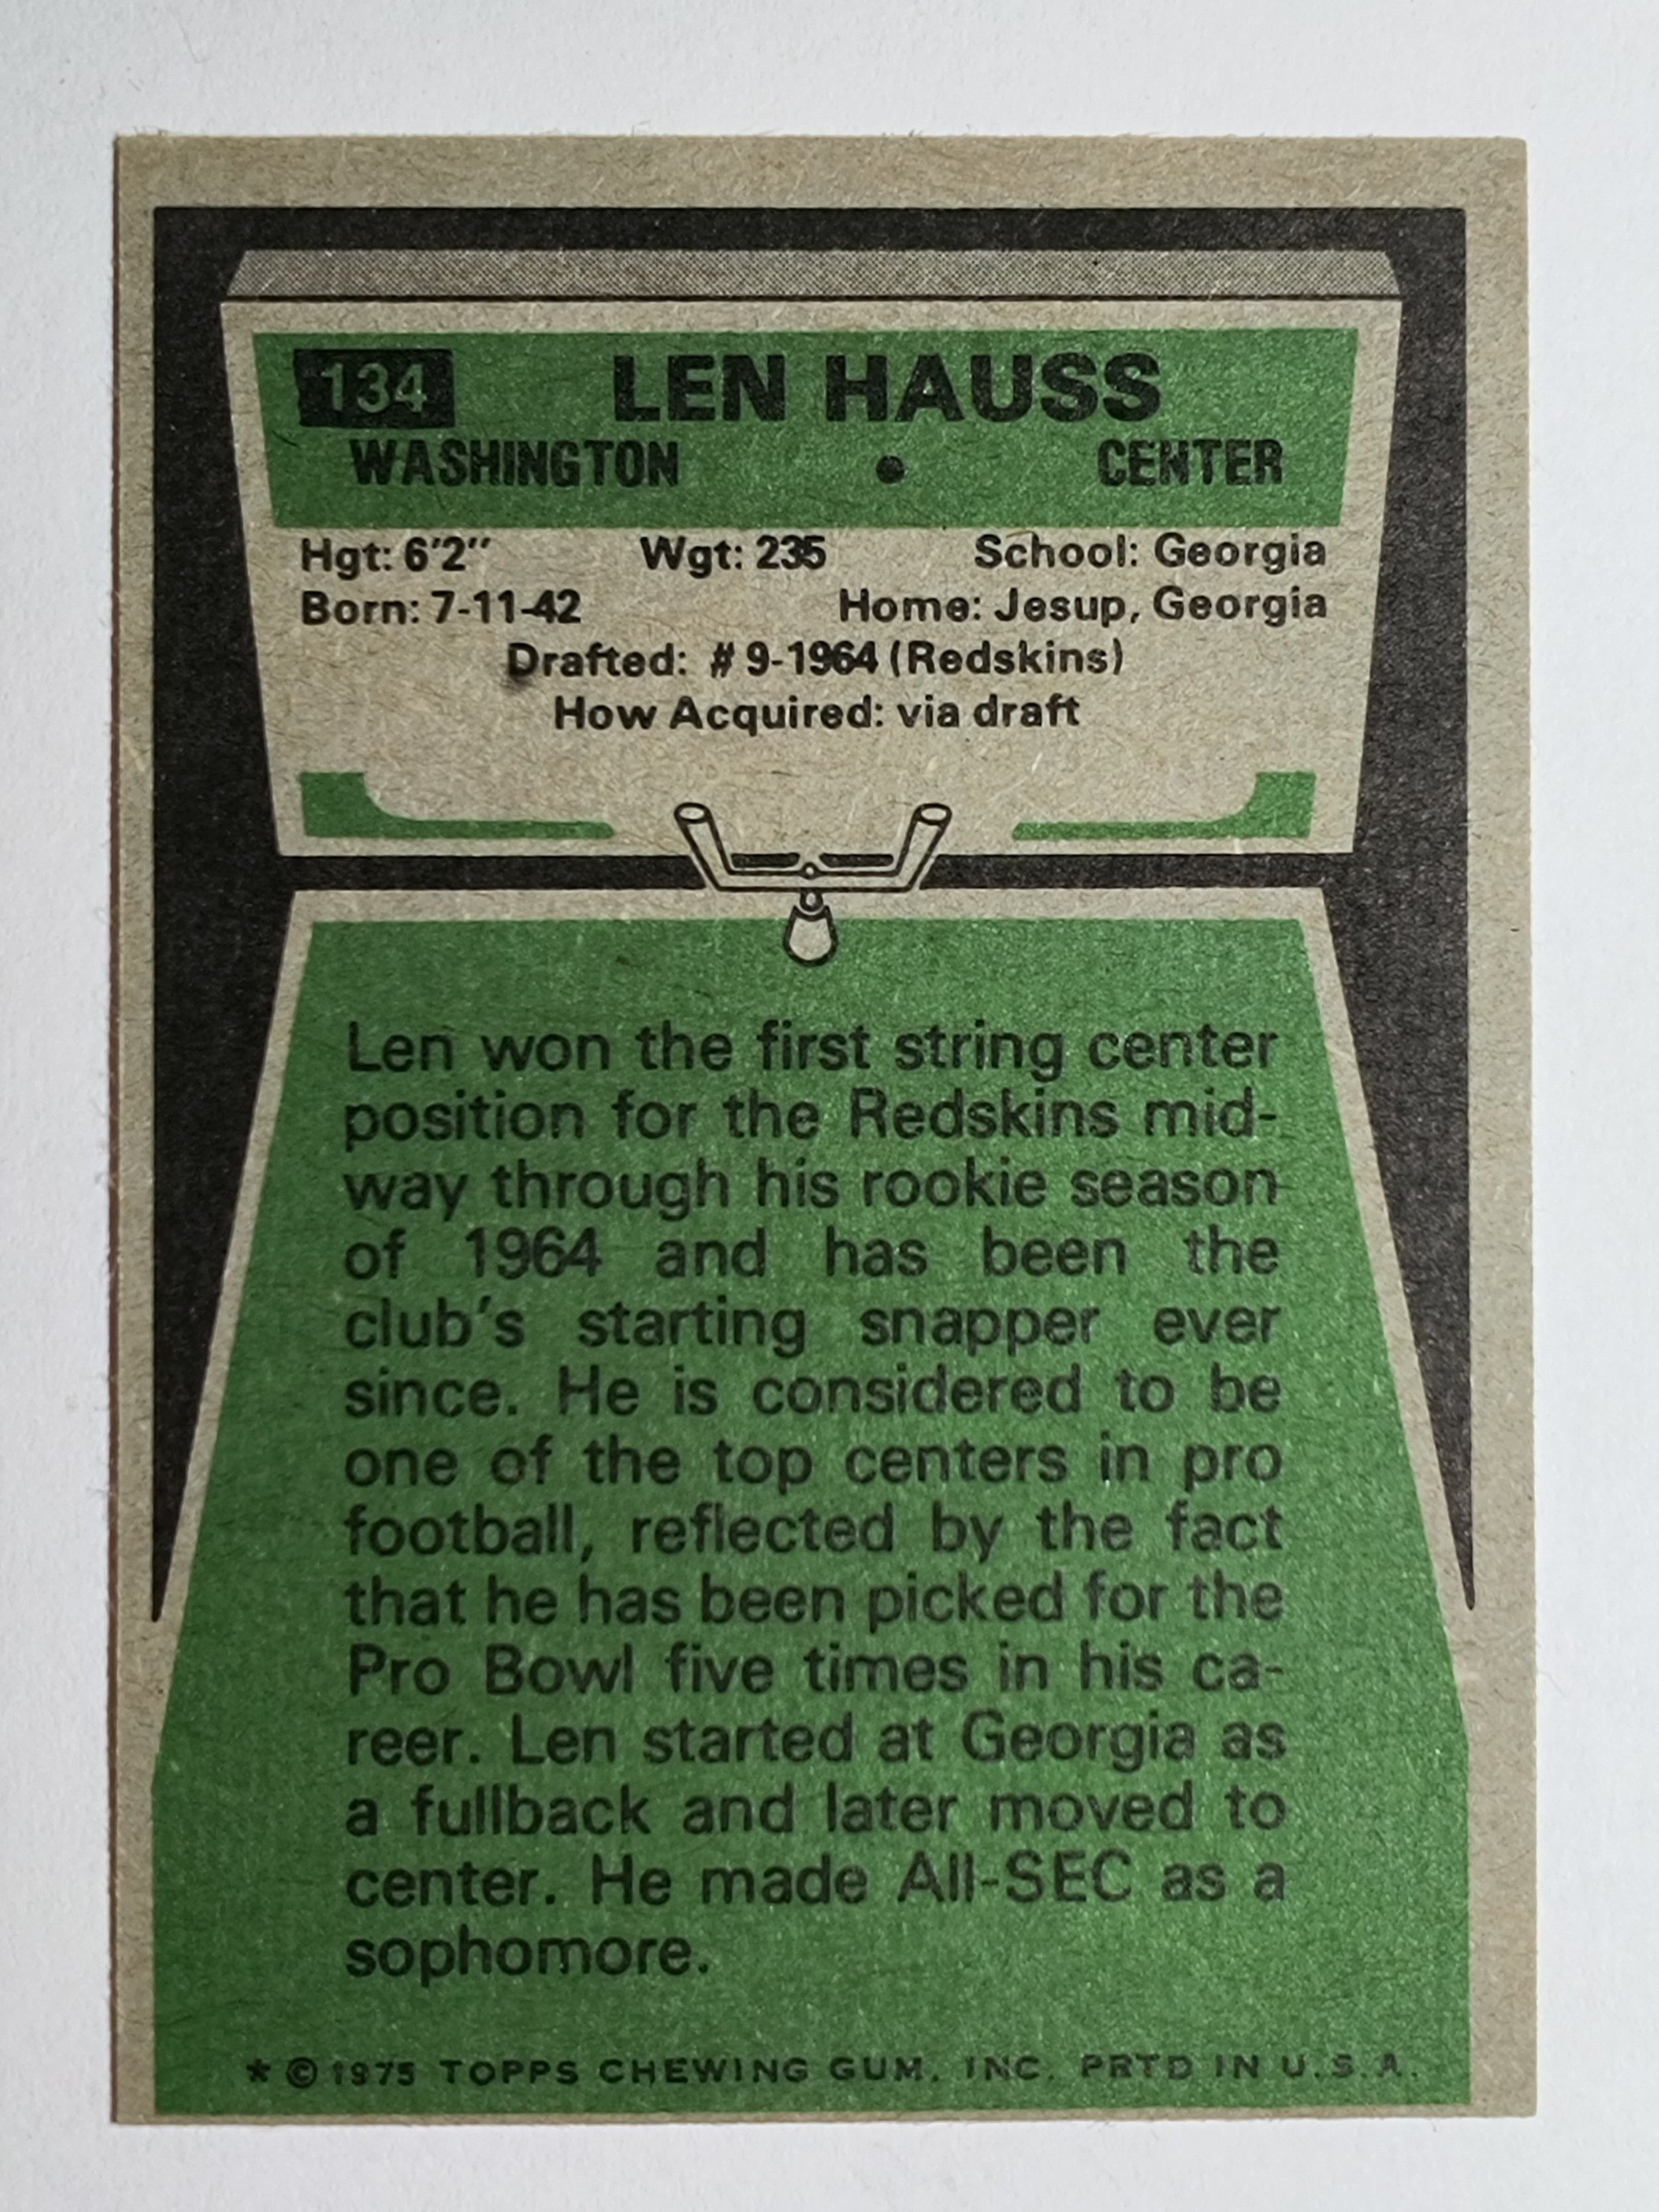 134 LEN HAUSS
WASHINGTON • CENTER
Hgt: 6'2" Wgt: 235 School: Georgia
Born: 7-11-42 Home: Jesup, Georgia
Drafted: # 9-1964 (Redskins)
How Acquired: via draft
Len won the first string center
position for the Redskins mid-
way through his rookie season
of 1964 and has been the
club's starting snapper ever
since. He is considered to be
one of the top centers in pro
football, reflected by the fact
that he has been picked for the
Pro Bowl five times in his ca-
reer. Len started at Georgia as
a fullback and later moved to
center. He made All-SEC as a
sophomore.
* © 1975 TOPPS CHEWING GUM, INC. PRTD IN U.S.A.